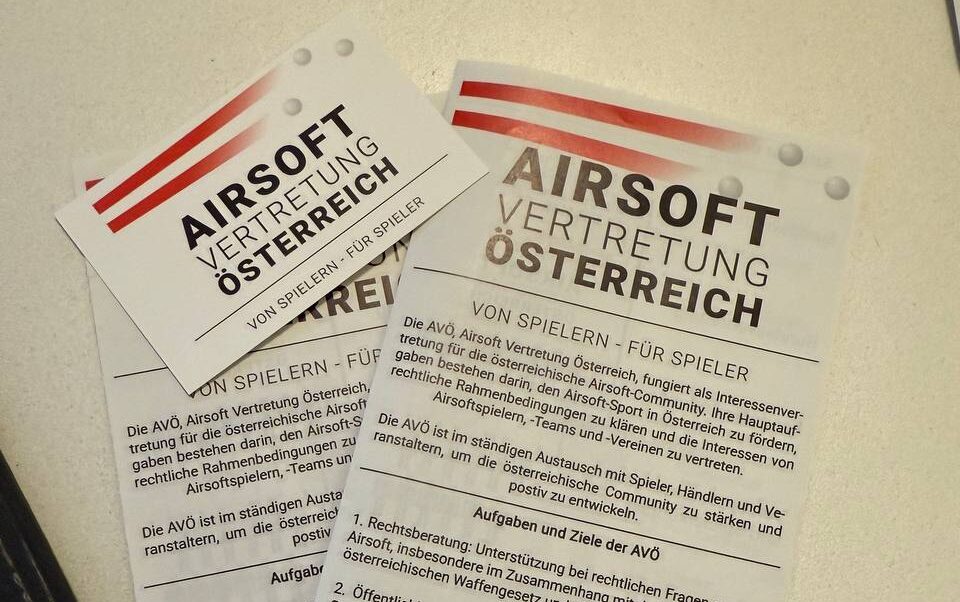 AIRSOFT
VERTRETUNG
ÖSTERREICH
VON SPIELERN - FÜR SPIELER
AIRSOFT
VERTRETUNG
ÖSTERREICH
VON SPIELERN - FÜR SPIELER
Die AVÖ, Airsoft Vertretung Österreich, fungiert als Interessenver-
tretung für die österreichische Airsoft-Community. Ihre Hauptauf-
gaben bestehen darin, den Airsoft-Sport in Österreich zu fördern,
rechtliche Rahmenbedingungen zu klären und die Interessen von
Airsoftspielern, -Teams und -Vereinen zu vertreten.
Die AVÖ ist im ständigen Austausch mit Spieler, Händlern und Ve-
ranstaltern, um die österreichische Community zu stärken und
postiv zu entwickeln.
Aufgaben und Ziele der AVÖ
1. Rechtsberatung: Unterstützung bei rechtlichen Fragen
Airsoft, insbesondere im Zusammenhang mit
österreichischen Waffengesetz
2. Öffentlich
VON SPIELERN - FÜ
Die AVÖ, Airsoft Vertretung Österreich,
tretung für die österreichische Airsoft
gaben bestehen darin, den Airsoft-S
rechtliche Rahmenbedingungen zu
Airsoftspielern, -Teams un
Die AVÖ ist im ständigen Austa
ranstaltern, um die österreich
postiv
Aufgabe